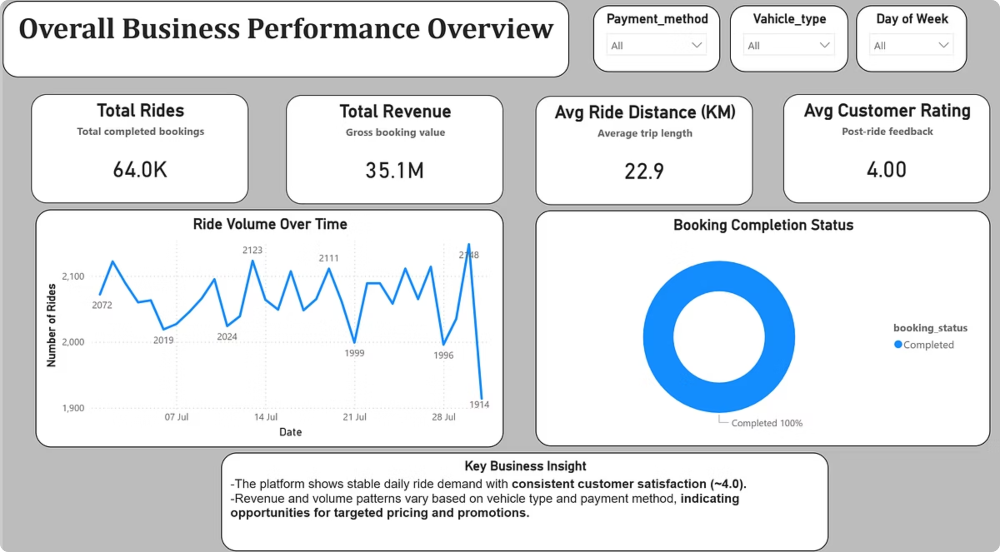 Overall Business Performance Overview
Payment_method
All
Vahicle_type
All
Day of Week
All
Total Rides
Total completed bookings
64.0K
Total Revenue
Gross booking value
35.1M
Avg Ride Distance (KM)
Average trip length
22.9
Avg Customer Rating
Post-ride feedback
4.00
Ride Volume Over Time
Number of Rides
2,100
2,000
1,900
2072
2019
2024
2123
2111
1999
1996
2148
1914
07 Jul
14 Jul
21 Jul
28 Jul
Date
Booking Completion Status
booking_status
Completed
Completed 100%
Key Business Insight
-The platform shows stable daily ride demand with consistent customer satisfaction (~4.0).
-Revenue and volume patterns vary based on vehicle type and payment method, indicating
opportunities for targeted pricing and promotions.